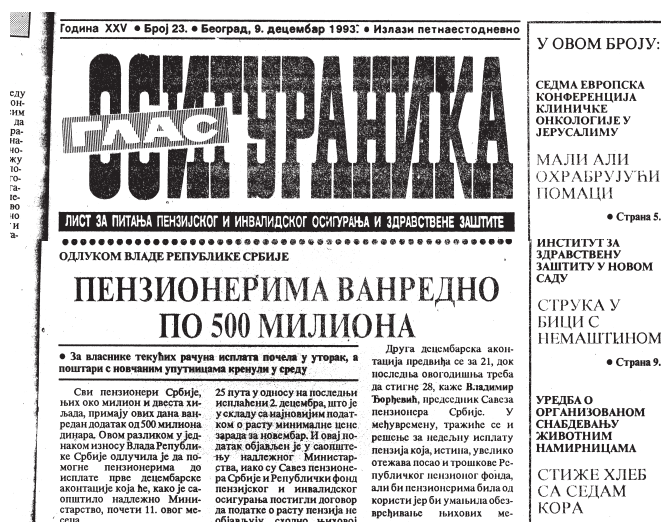 Година XXV • Број 23. • Београд, 9. децембар 1993. • Излази петнаестодневно
ГЛАС
ОСИГУРАНИКА
ЛИСТ ЗА ПИТАЊА ПЕНЗИЈСКОГ И ИНВАЛИДСКОГ ОСИГУРАЊА И ЗДРАВСТВЕНЕ ЗАШТИТЕ
ОДЛУКОМ ВЛАДЕ РЕПУБЛИКЕ СРБИЈЕ
ПЕНЗИОНЕРИМА ВАНРЕДНО
ПО 500 МИЛИОНА
• За власнике текућих рачуна исплата почела у уторак, а
поштари с новчаним упутницама кренули у среду
Сви пензионери Србије,
њих око милион и двеста хи-
љада, примају ових дана ван-
редан додатак од 500 милиона
динара. Овом разликом у јед-
наком износу Влада Републи-
ке Србије одлучила је да по-
могне пензионерима до
исплате прве децембарске
аконтације која ће, како је са-
општило надлежно Мини-
старство, почети 11. овог ме-
сеца.
25 пута у односу на последњи
исплаћени 2. децембра, што је
у складу са најновијим подат-
ком о расту минималне цене
зарада за новембар. И овај по-
датак објављен је у саопште-
њу надлежног Министар-
ства, иако су Савез пензионе-
ра Србије и Републички фонд
пензијског и инвалидског
осигурања постигли договор
да податке о расту пензија не
објављују, сходно њиховој
Друга децембарска акон-
тација предвиђа се за 21, док
последња овогодишња треба
да стигне 28, каже Владимир
Ђорђевић, председник Савеза
пензионера Србије. У
међувремену, тражиће се и
решење за недељну исплату
пензија која, истина, увелико
отежава посао и трошкове Ре-
публичког пензионог фонда,
али би пензионерима била од
користи јер би умањила обез-
вређивање њихових ме-
У ОВОМ БРОЈУ:
СЕДМА ЕВРОПСКА
КОНФЕРЕНЦИЈА
КЛИНИЧКЕ
ОНКОЛОГИЈЕ У
ЈЕРУСАЛИМУ
МАЛИ АЛИ
ОХРАБРУЈУЋИ
ПОМАЦИ
• Страна 5.
ИНСТИТУТ ЗА
ЗДРАВСТВЕНУ
ЗАШТИТУ У НОВОМ
САДУ
СТРУКА У
БИЦИ С
НЕМАШТИНОМ
• Страна 9.
УРЕДБА О
ОРГАНИЗОВАНОМ
СНАБДЕВАЊУ
ЖИВОТНИМ
НАМИРНИЦАМА
СТИЖЕ ХЛЕБ
СА СЕДАМ
КОРА